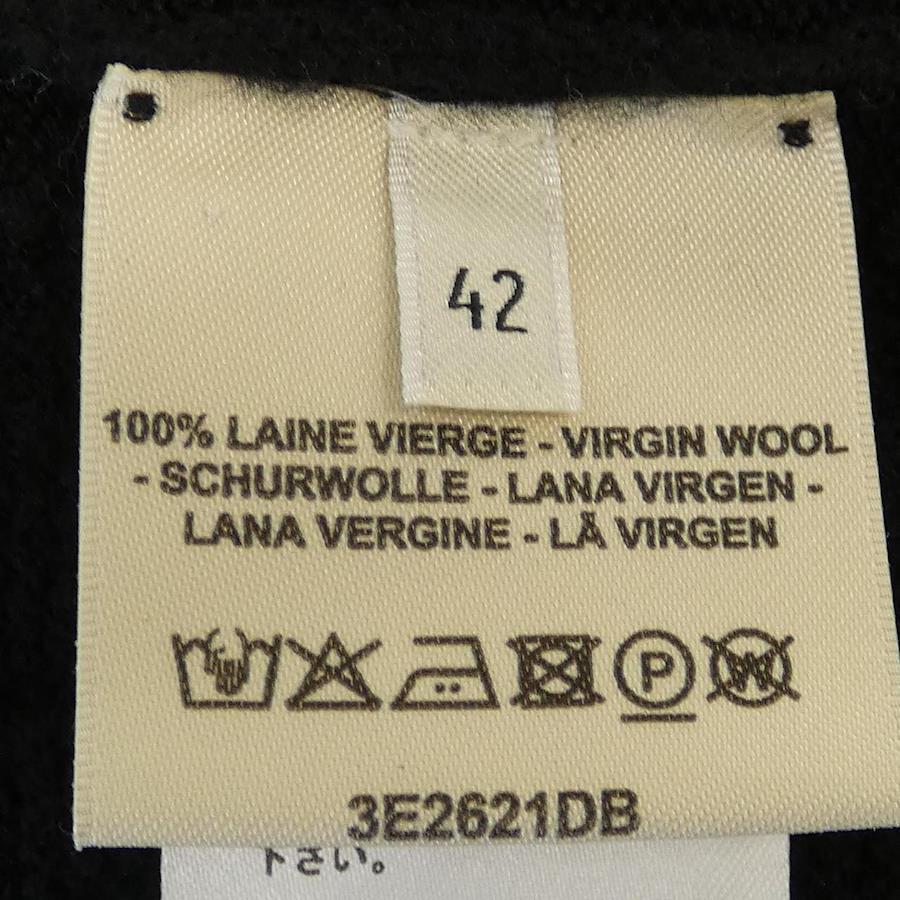 42
100% LAINE VIERGE - VIRGIN WOOL
- SCHURWOLLE - LANA VIRGEN -
LANA VERGINE - LÃ VIRGEN
P W
3E2621DB
下さい。